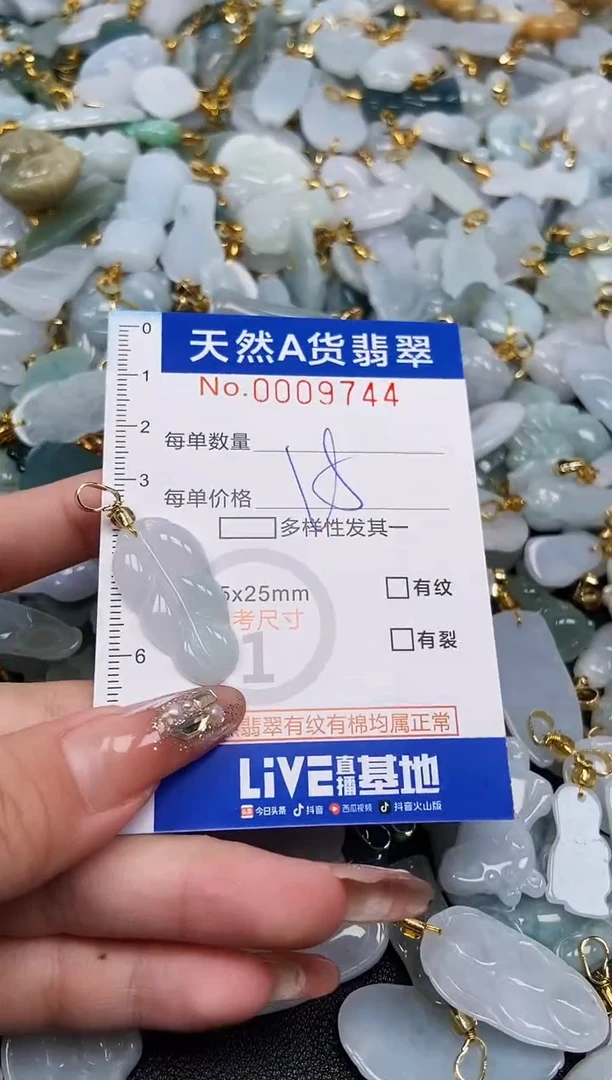 0
天然A货翡翠
1
No.0009744
2
每单数量
18
3
每单价格
多样性发其一
5x25mm
有纹
考尺寸
1
有裂
6
翡翠有纹有棉均属正常
LiVE直播基地
今日头条 抖音 西瓜视频 抖音火山版